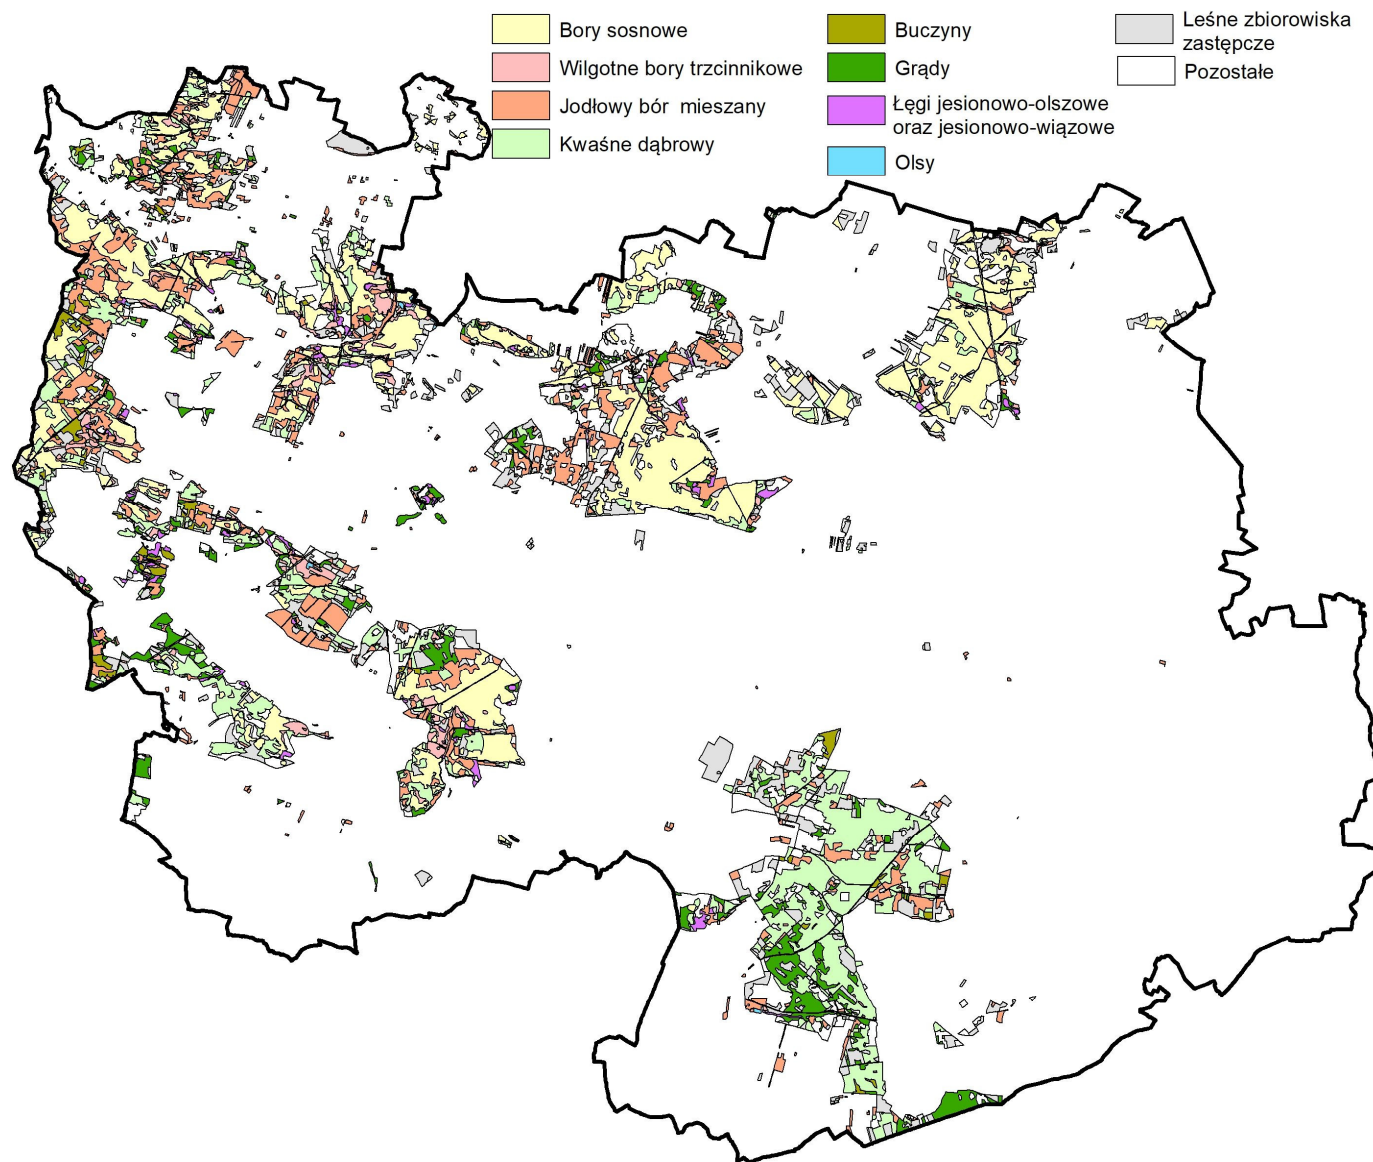 Bory sosnowe
Wilgotne bory trzcinnikowe
Jodłowy bór mieszany
Kwaśne dąbrowy
Buczyny
Grądy
Łęgi jesionowo-olszowe
oraz jesionowo-wiązowe
Olsy
Leśne zbiorowiska
zastępcze
Pozostałe